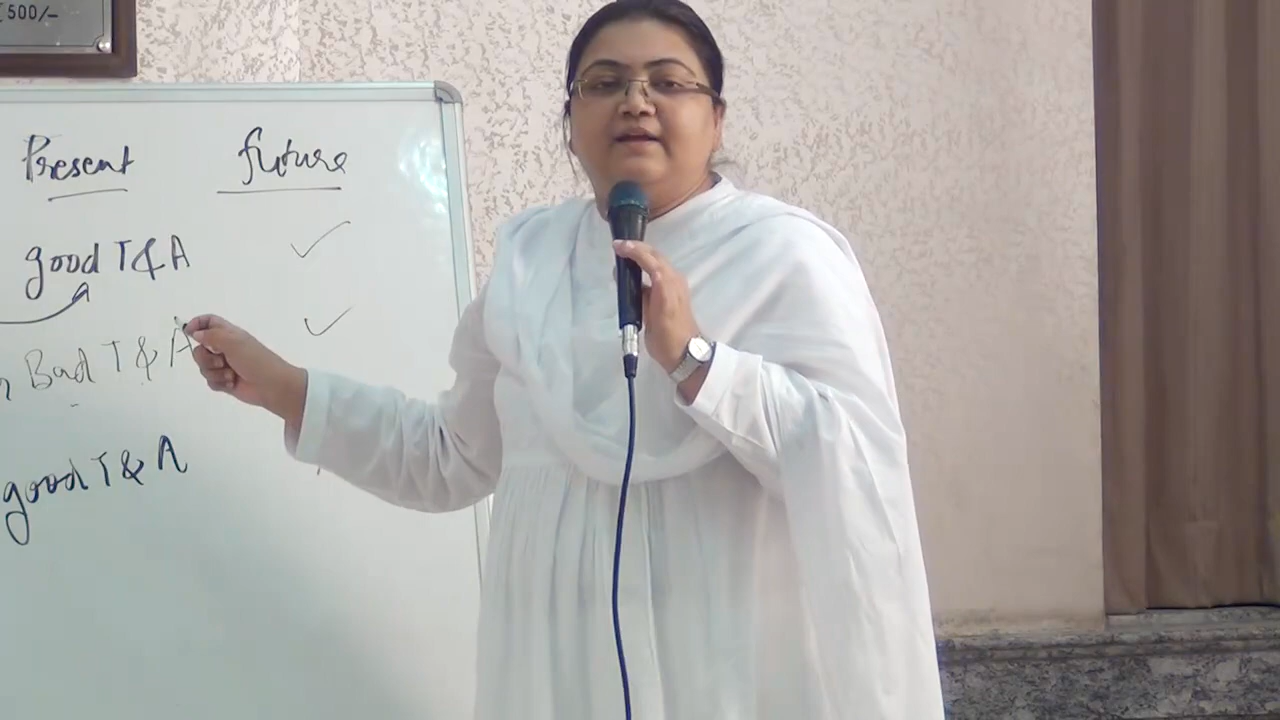 ₹500/-
Present future
good T&A
Bad T & A
good T & A